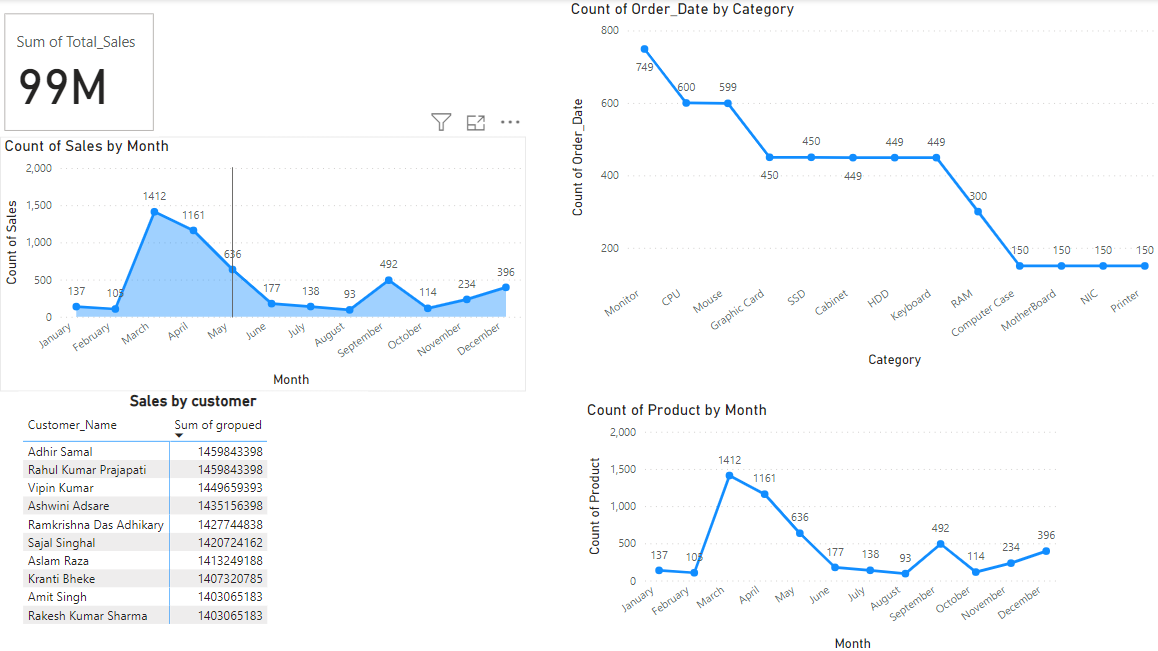 Sum of Total_Sales
99M
Count of Sales by Month
Count of Sales
2,000
1,500
1,000
500
0
137
105
1412
1161
636
177
138
93
492
114
234
396
January
February
March
April
May
June
July
August
September
October
November
December
Month
Sales by customer
Customer_Name Sum of gropued
Adhir Samal 1459843398
Rahul Kumar Prajapati 1459843398
Vipin Kumar 1449659393
Ashwini Adsare 1435156398
Ramkrishna Das Adhikary 1427744838
Sajal Singhal 1420724162
Aslam Raza 1413249188
Kranti Bheke 1407320785
Amit Singh 1403065183
Rakesh Kumar Sharma 1403065183
Count of Order_Date by Category
Count of Order_Date
800
600
400
200
749
600
599
450
450
449
449
449
300
150
150
150
150
Monitor
CPU
Mouse
Graphic Card
SSD
Cabinet
HDD
Keyboard
RAM
Computer Case
MotherBoard
NIC
Printer
Category
Count of Product by Month
Count of Product
2,000
1,500
1,000
500
0
137
105
1412
1161
636
177
138
93
492
114
234
396
January
February
March
April
May
June
July
August
September
October
November
December
Month